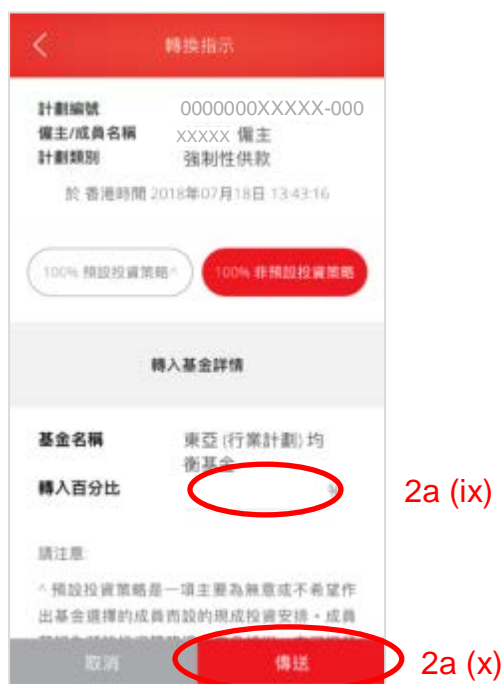 轉換指示
計劃編號 0000000XXXXX-000
僱主/成員名稱 XXXXX 僱主
計劃類別 強制性供款
於 香港時間 2018年07月18日 13:43:16
100% 預設投資策略^ 100% 非預設投資策略
轉入基金詳情
基金名稱 東亞 (行業計劃) 均
衡基金
轉入百分比 %
2a (ix)
請注意:
^ 預設投資策略是一項主要為無意或不希望作
出基金選擇的成員而設的現成投資安排。成員
取消 傳送
2a (x)